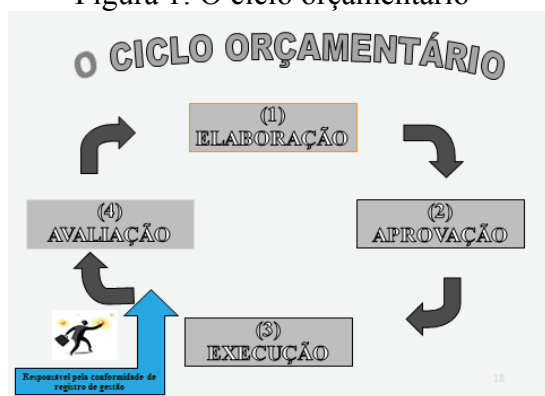 Figura 1: O ciclo orçamentário
O CICLO ORÇAMENTÁRIO
(1)
ELABORAÇÃO
(4)
AVALIAÇÃO
(2)
APROVAÇÃO
(3)
EXECUÇÃO
Responsável pela conformidade de
registro de gestão
16